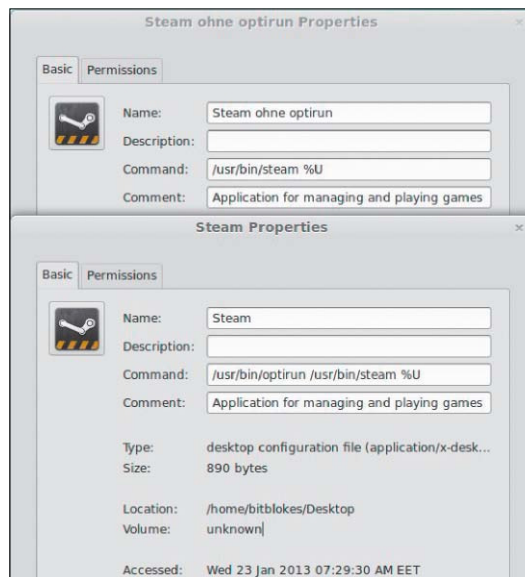 Steam ohne optirun Properties
Basic Permissions
Name: Steam ohne optirun
Description:
Command: /usr/bin/steam %U
Comment: Application for managing and playing games
Steam Properties
Basic Permissions
Name: Steam
Description:
Command: /usr/bin/optirun /usr/bin/steam %U
Comment: Application for managing and playing games
Type: desktop configuration file (application/x-desk...
Size: 890 bytes
Location: /home/bitblokes/Desktop
Volume: unknown
Accessed: Wed 23 Jan 2013 07:29:30 AM EET